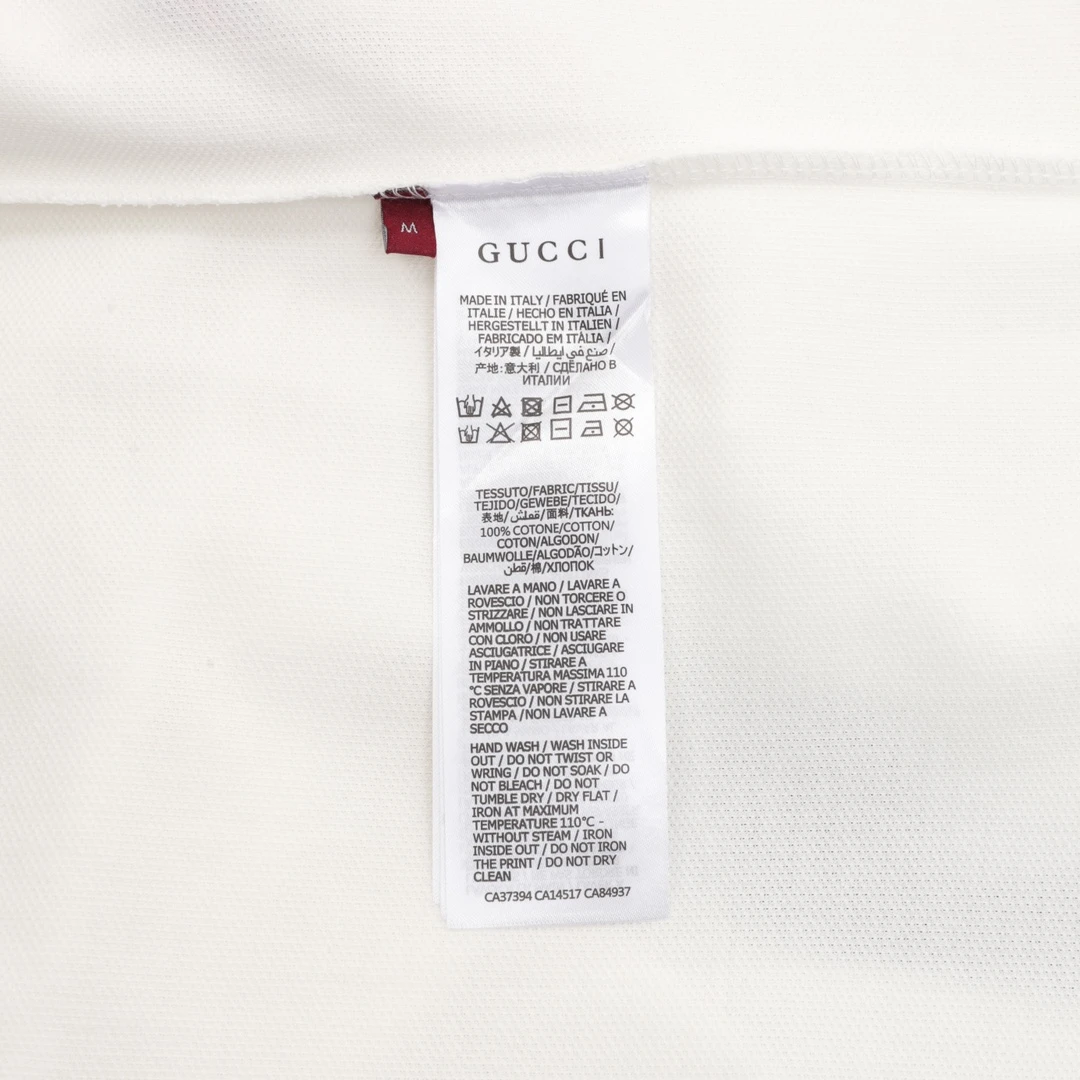 M
GUCCI
MADE IN ITALY / FABRIQUÉ EN
ITALIE / HECHO EN ITALIA /
HERGESTELLT IN ITALIEN /
FABRICADO EM ITÁLIA /
イタリア製 / صنع في ايطاليا /
产地:意大利 / СДЕЛАНО В
ИТАЛИИ
TESSUTO/FABRIC/TISSU/
TEJIDO/GEWEBE/TECIDO/
表地/قملش/面料/ТКАНЬ:
100% COTONE/COTTON/
COTON/ALGODON/
BAUMWOLLE/ALGODÃO/コットン/
قطن/棉/ХЛОПОК
LAVARE A MANO / LAVARE A
ROVESCIO / NON TORCERE O
STRIZZARE / NON LASCIARE IN
AMMOLLO / NON TRATTARE
CON CLORO / NON USARE
ASCIUGATRICE / ASCIUGARE
IN PIANO / STIRARE A
TEMPERATURA MASSIMA 110
°C SENZA VAPORE / STIRARE A
ROVESCIO / NON STIRARE LA
STAMPA /NON LAVARE A
SECCO
HAND WASH / WASH INSIDE
OUT / DO NOT TWIST OR
WRING / DO NOT SOAK / DO
NOT BLEACH / DO NOT
TUMBLE DRY / DRY FLAT /
IRON AT MAXIMUM
TEMPERATURE 110°C -
WITHOUT STEAM / IRON
INSIDE OUT / DO NOT IRON
THE PRINT / DO NOT DRY
CLEAN
CA37394 CA14517 CA84937